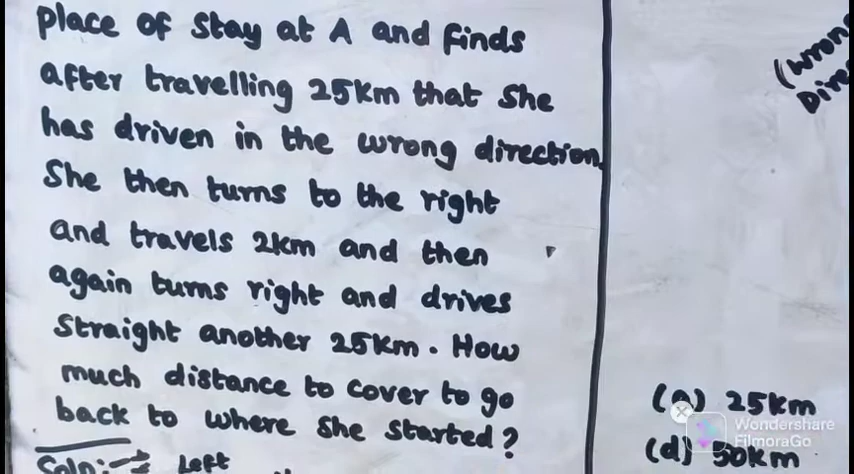 Place of stay at A and finds
after travelling 25km that she
has driven in the wrong direction.
She then turns to the right
and travels 2km and then
again turns right and drives
straight another 25km. How
much distance to cover to go
back to where she started?
Soln:→ Left
(wrong
Dire
(a) 25km
(d) 50km
Wondershare
FilmoraGo